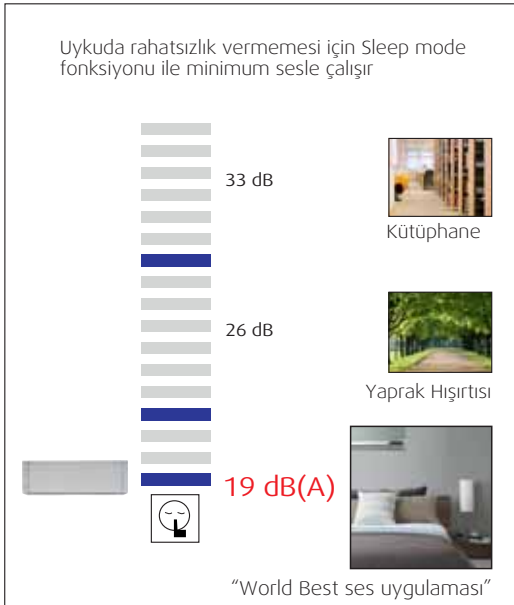 Uykuda rahatsızlık vermemesi için Sleep mode
fonksiyonu ile minimum sesle çalışır
33 dB
Kütüphane
26 dB
Yaprak Hışırtısı
19 dB(A)
“World Best ses uygulaması”